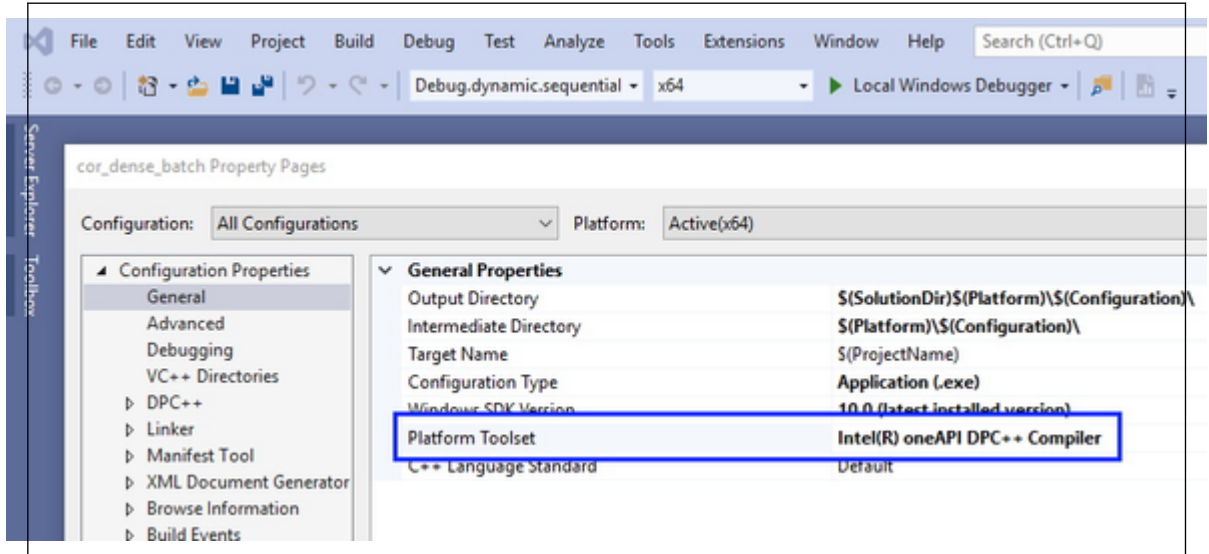 File Edit View Project Build Debug Test Analyze Tools Extensions Window Help Search (Ctrl+Q)
Debug.dynamic.sequential x64 Local Windows Debugger
Server Explorer
Toolbox
cor_dense_batch Property Pages
Configuration: All Configurations Platform: Active(x64)
Configuration Properties
General
Advanced
Debugging
VC++ Directories
DPC++
Linker
Manifest Tool
XML Document Generator
Browse Information
Build Events
General Properties
Output Directory $(SolutionDir)$(Platform)\$(Configuration)\
Intermediate Directory $(Platform)\$(Configuration)\
Target Name $(ProjectName)
Configuration Type Application (.exe)
Windows SDK Version 10.0 (latest installed version)
Platform Toolset Intel(R) oneAPI DPC++ Compiler
C++ Language Standard Default